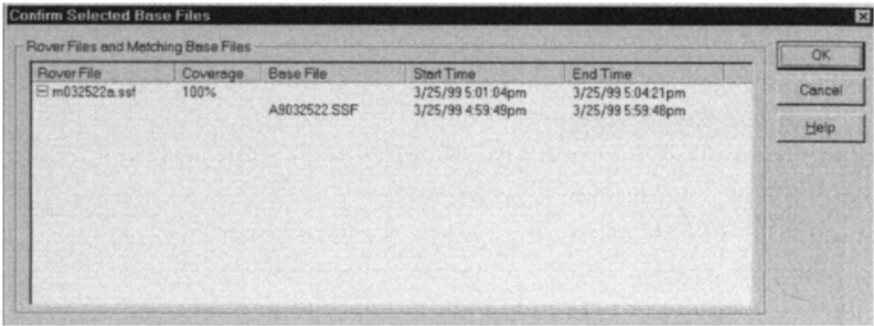 Confirm Selected Base Files
Rover Files and Matching Base Files
Rover File Coverage Base File Start Time End Time
m032522a.ssf 100% 3/25/99 5:01:04pm 3/25/99 5:04:21pm
A9032522.SSF 3/25/99 4:59:49pm 3/25/99 5:59:48pm
OK
Cancel
Help